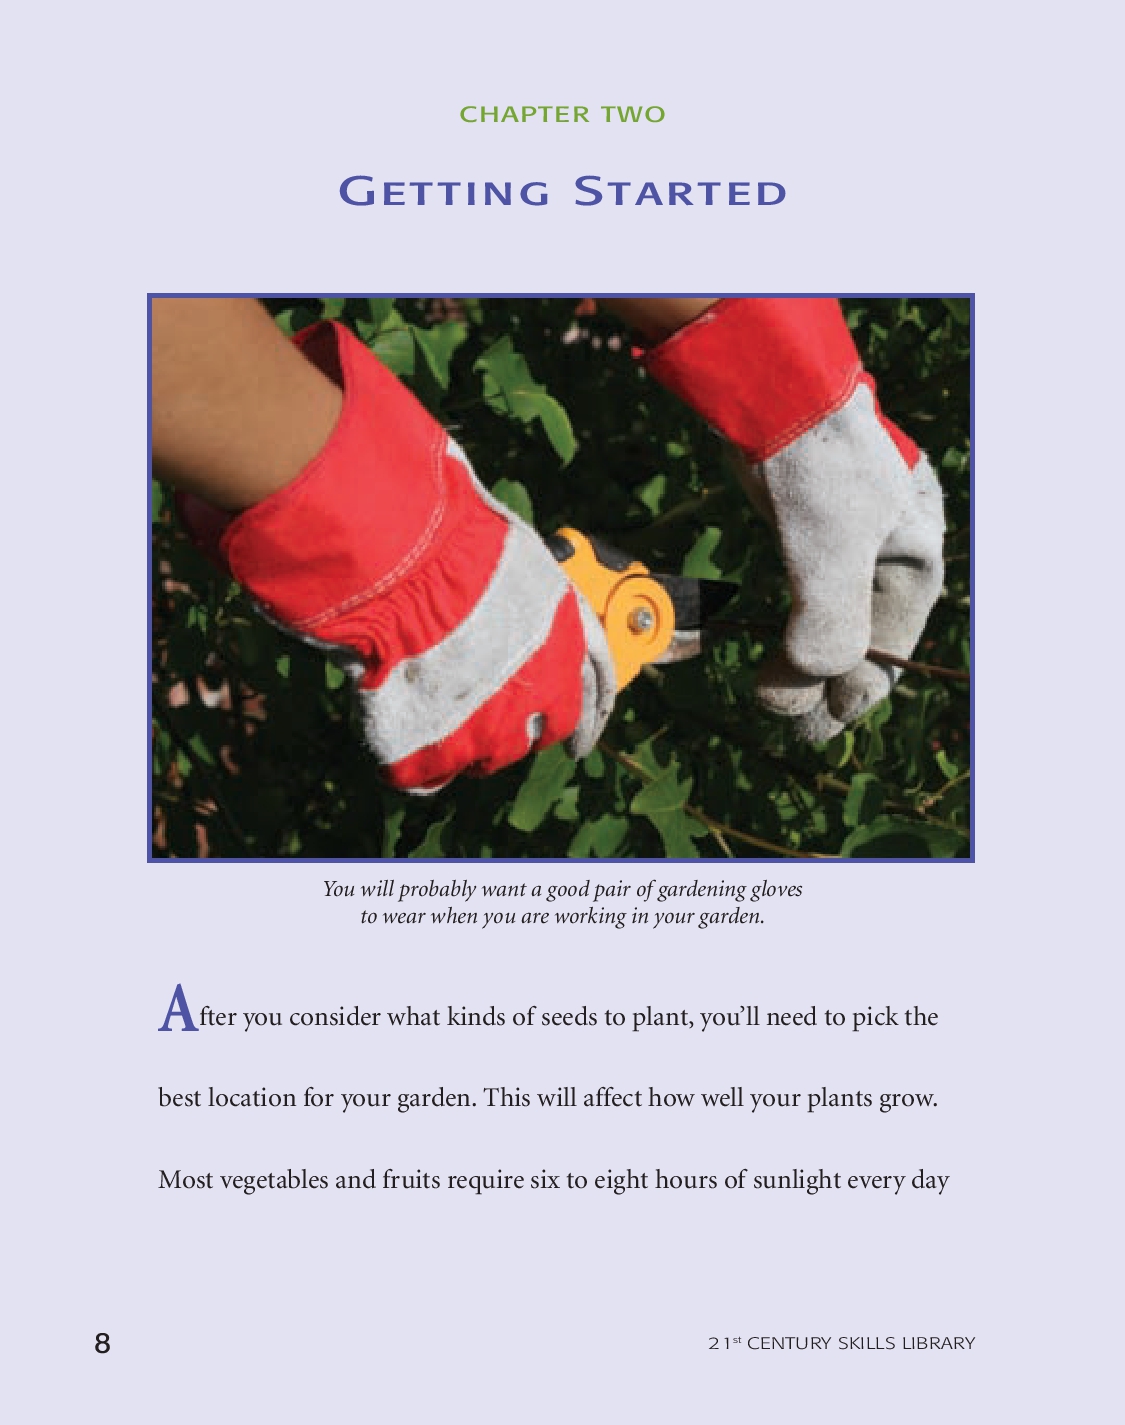 CHAPTER TWO
GETTING STARTED
You will probably want a good pair of gardening gloves
to wear when you are working in your garden.
After you consider what kinds of seeds to plant, you’ll need to pick the
best location for your garden. This will affect how well your plants grow.
Most vegetables and fruits require six to eight hours of sunlight every day
8
21st CENTURY SKILLS LIBRARY